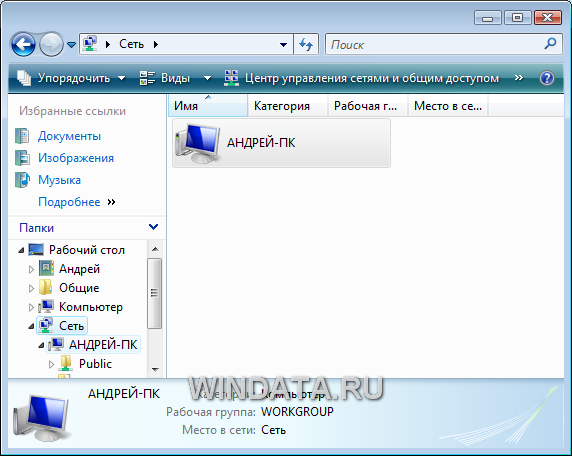 Сеть
Поиск
Упорядочить Виды Центр управления сетями и общим доступом »
Избранные ссылки
Документы
Изображения
Музыка
Подробнее »
Папки
Рабочий стол
Андрей
Общие
Компьютер
Сеть
АНДРЕЙ-ПК
Public
Имя Категория Рабочая г... Место в се...
АНДРЕЙ-ПК
АНДРЕЙ-ПК Категория: Компьютер
WINDATA.RU
Рабочая группа: WORKGROUP
Место в сети: Сеть